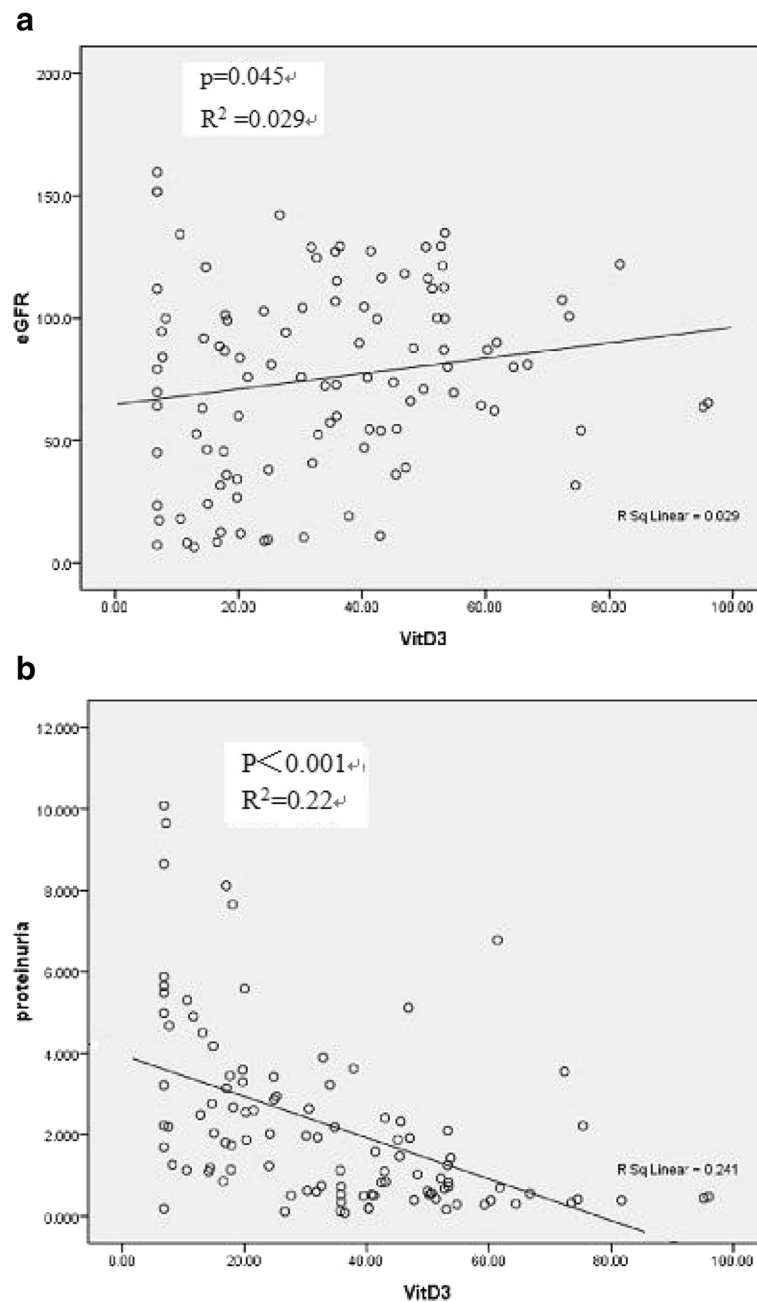 a
200.0
p=0.045↵
R² =0.029↵
150.0
eGFR
100.0
50.0
R Sq Linear = 0.029
0.0
0.00 20.00 40.00 60.00 80.00 100.00
VitD3
b
12.000
P<0.001↵
R²=0.22↵
10.000
8.000
6.000
proteinuria
4.000
2.000
R Sq Linear = 0.241
0.000
0.00 20.00 40.00 60.00 80.00 100.00
VitD3